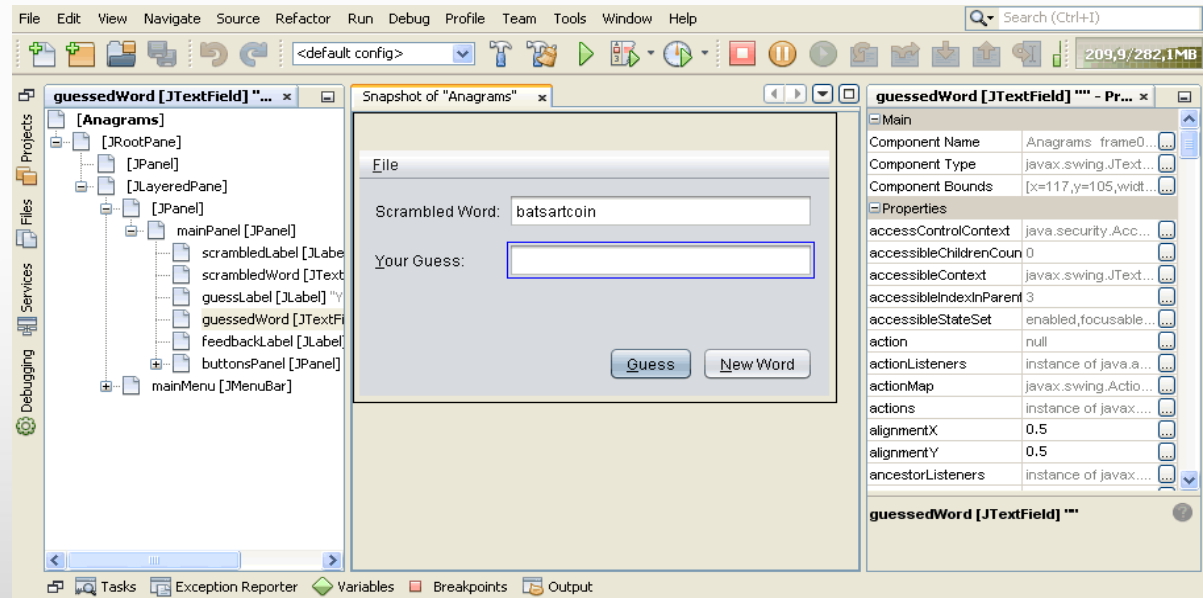 File Edit View Navigate Source Refactor Run Debug Profile Team Tools Window Help
Search (Ctrl+I)
<default config>
209,9/282,1MB
Projects
Files
Services
Debugging
guessedWord [JTextField] "...
[Anagrams]
[JRootPane]
[JPanel]
[JLayeredPane]
[JPanel]
mainPanel [JPanel]
scrambledLabel [JLabe
scrambledWord [JText
guessLabel [JLabel] "Y
guessedWord [JTextFi
feedbackLabel [JLabel]
buttonsPanel [JPanel]
mainMenu [JMenuBar]
Snapshot of "Anagrams"
File
Scrambled Word: batsartcoin
Your Guess:
Guess New Word
guessedWord [JTextField] "" - Pr...
Main
Component Name Anagrams frame0...
Component Type javax.swing.JText...
Component Bounds [x=117,y=105,widt...
Properties
accessControlContext java.security.Acc...
accessibleChildrenCoun 0
accessibleContext javax.swing.JText...
accessibleIndexInParent 3
accessibleStateSet enabled,focusable...
action null
actionListeners instance of java.a...
actionMap javax.swing.Actio...
actions instance of javax....
alignmentX 0.5
alignmentY 0.5
ancestorListeners instance of javax....
guessedWord [JTextField] ""
Tasks Exception Reporter Variables Breakpoints Output